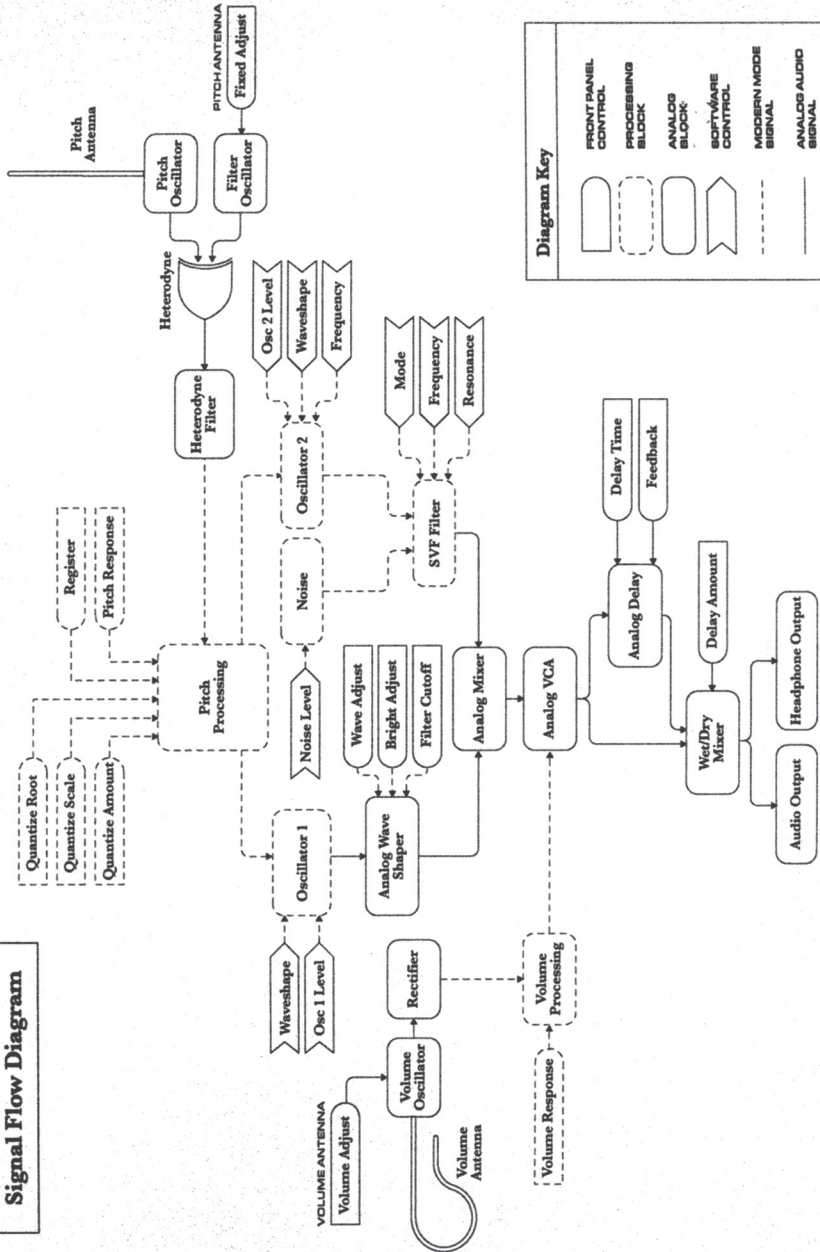 Signal Flow Diagram
Pitch
Antenna
PITCH ANTENNA
Fixed Adjust
Pitch
Oscillator
Filter
Oscillator
Heterodyne
Heterodyne
Filter
Quantize Root
Quantize Scale
Quantize Amount
Register
Pitch Response
Pitch
Processing
Waveshape
Osc 1 Level
Oscillator 1
Noise Level
Noise
Oscillator 2
Osc 2 Level
Waveshape
Frequency
Analog Wave
Shaper
Wave Adjust
Bright Adjust
Filter Cutoff
SVF Filter
Mode
Frequency
Resonance
VOLUME ANTENNA
Volume Adjust
Volume
Oscillator
Rectifier
Volume
Antenna
Analog Mixer
Volume Response
Volume
Processing
Analog VCA
Analog Delay
Delay Time
Feedback
Wet/Dry
Mixer
Delay Amount
Audio Output
Headphone Output
Diagram Key
FRONT PANEL
CONTROL
PROCESSING
BLOCK
ANALOG
BLOCK
SOFTWARE
CONTROL
MODERN MODE
SIGNAL
ANALOG AUDIO
SIGNAL